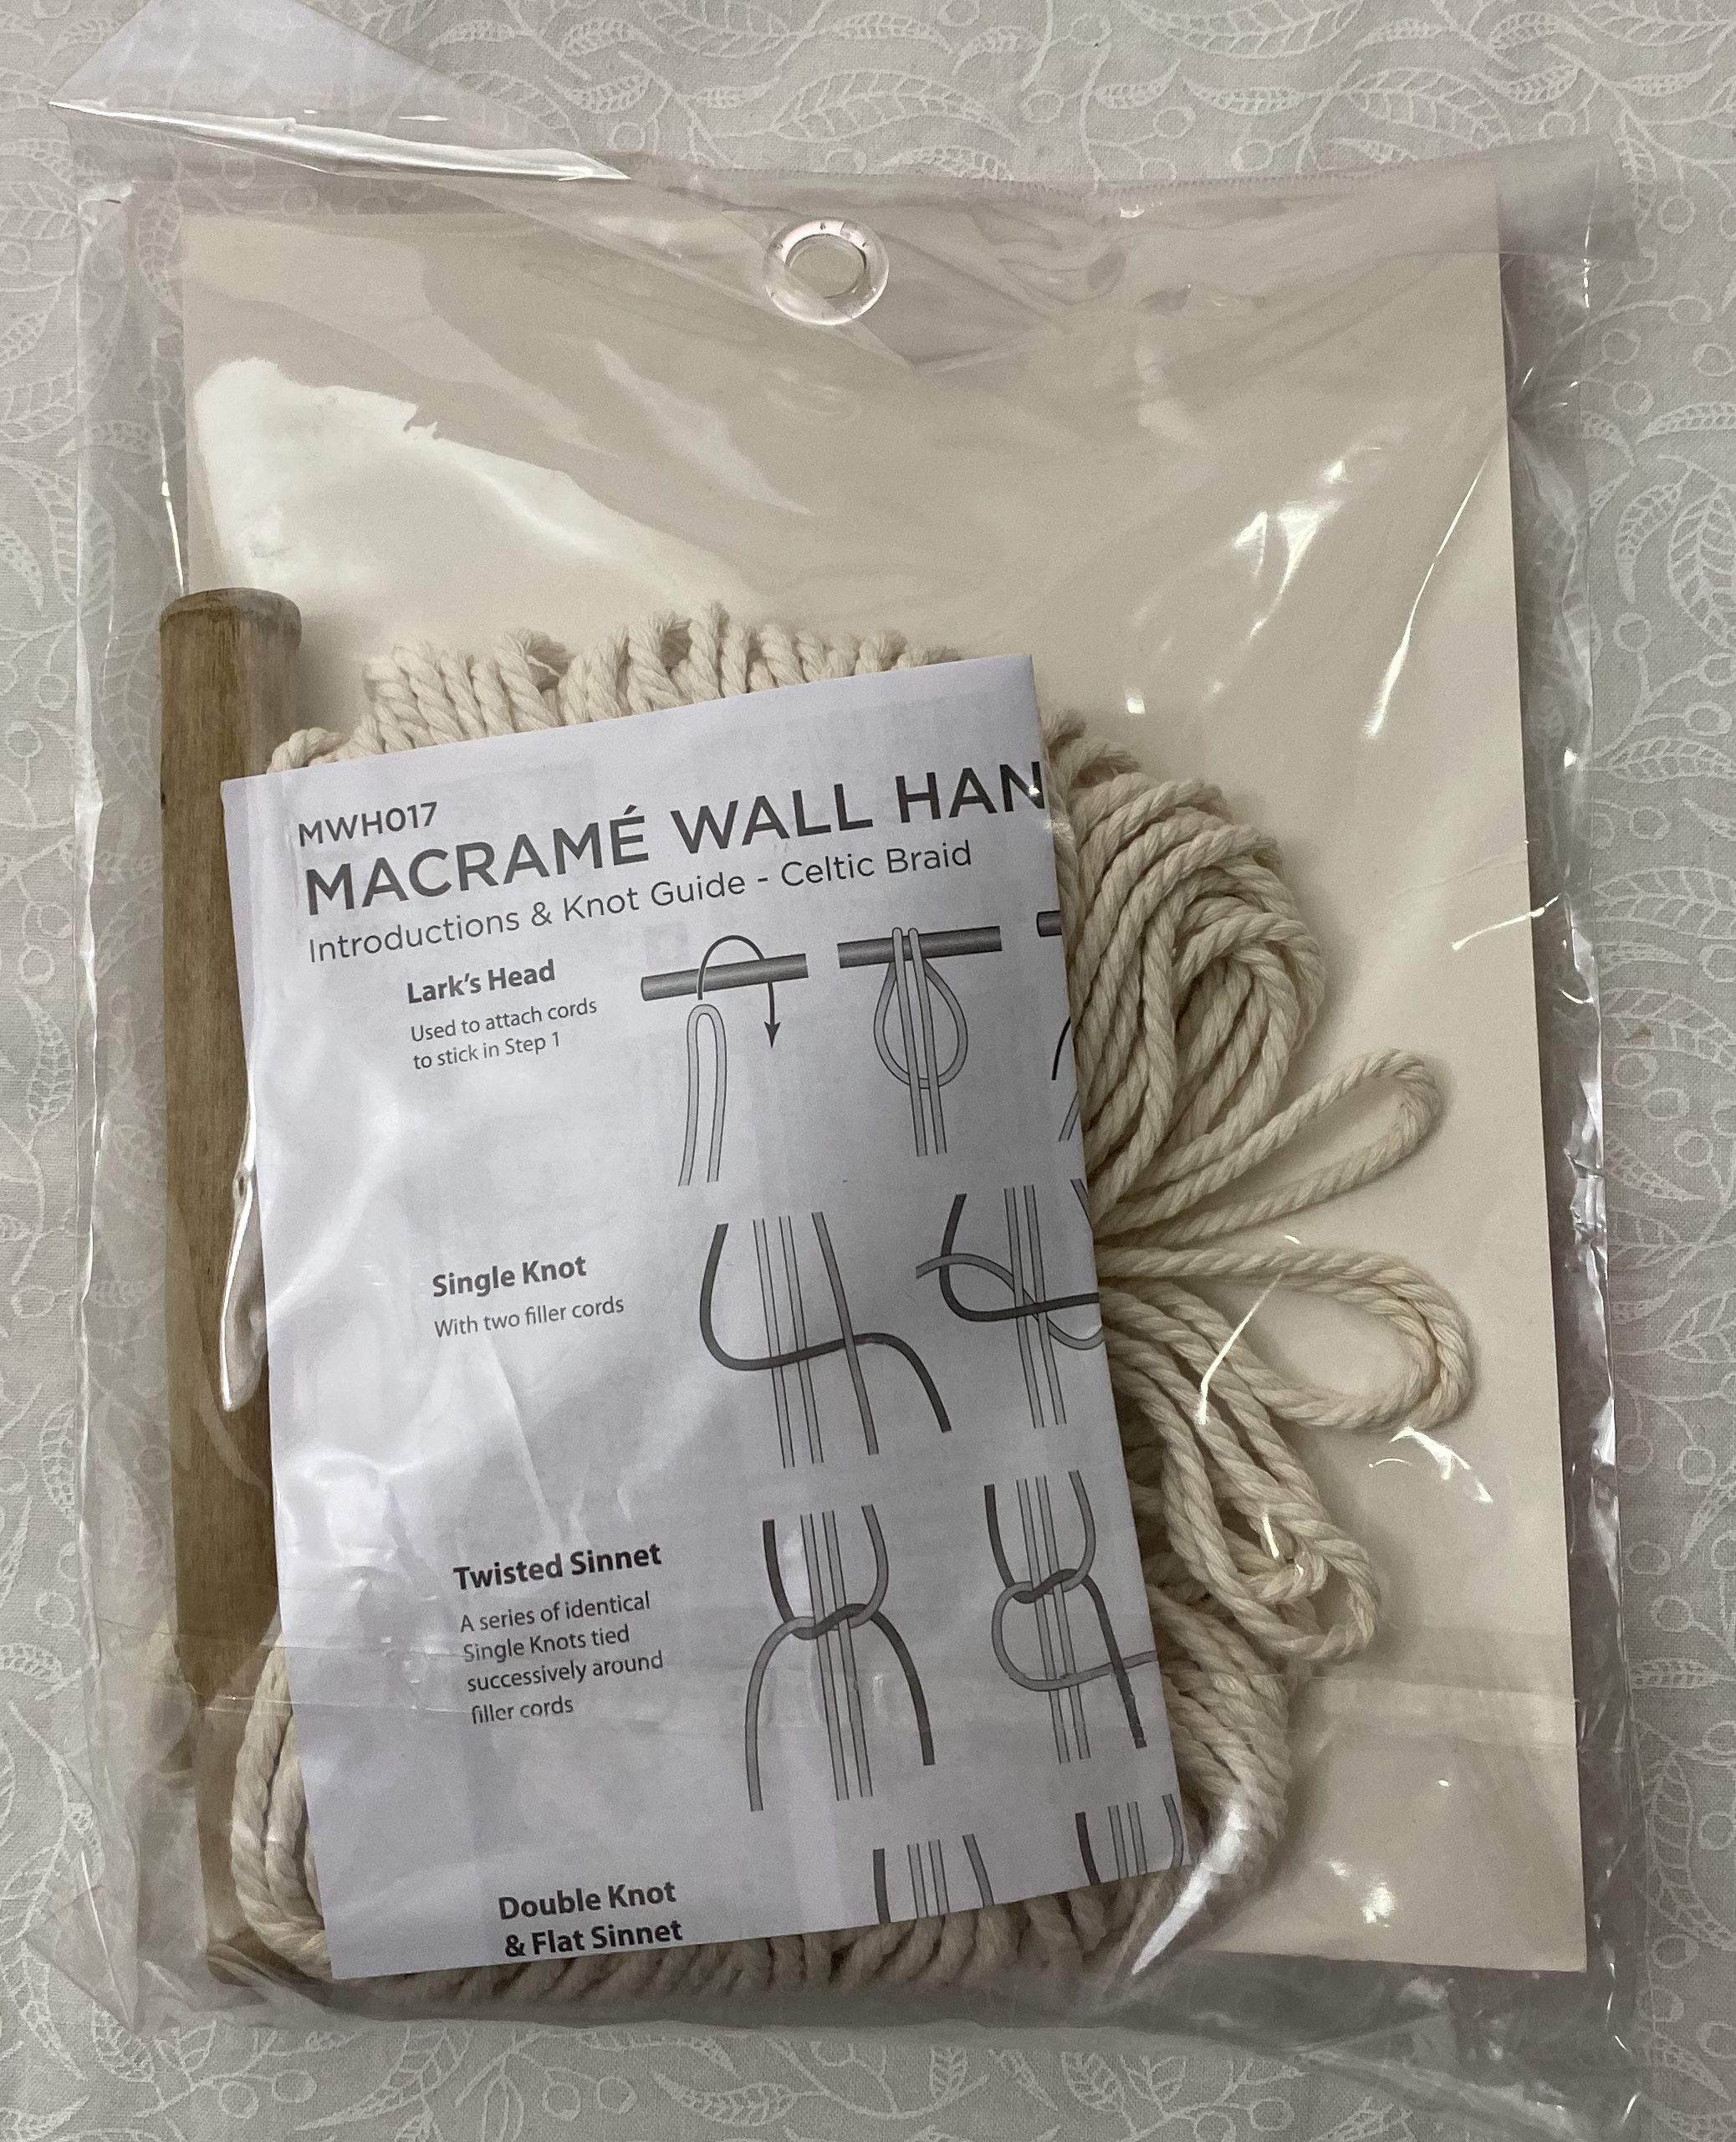 MWH017
MACRAMÉ WALL HAN
Introductions & Knot Guide - Celtic Braid
Lark's Head
Used to attach cords
to stick in Step 1
Single Knot
With two filler cords
Twisted Sinnet
A series of identical
Single Knots tied
successively around
filler cords
Double Knot
& Flat Sinnet